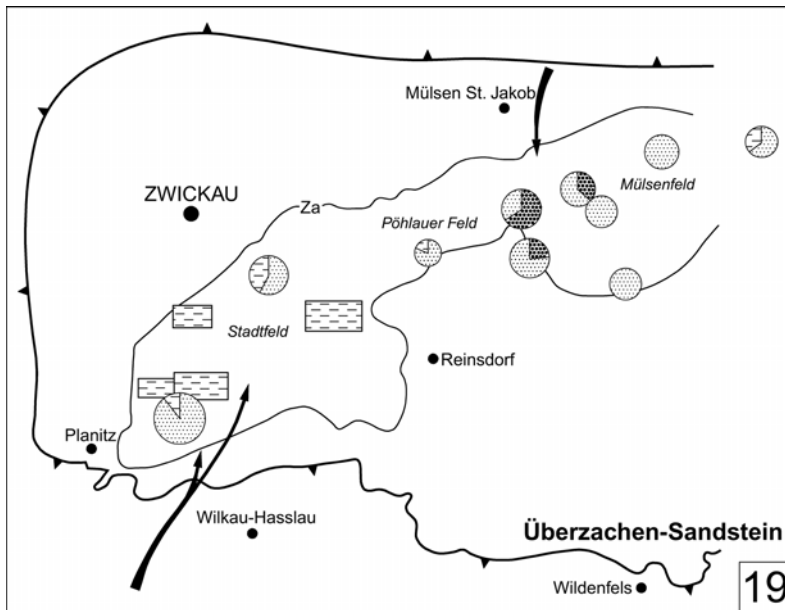 Mülsen St. Jakob
ZWICKAU
Mülsenfeld
Za
Pöhlauer Feld
Stadtfeld
Reinsdorf
Planitz
Wilkau-Hasslau
Überzachen-Sandstein
Wildenfels
19